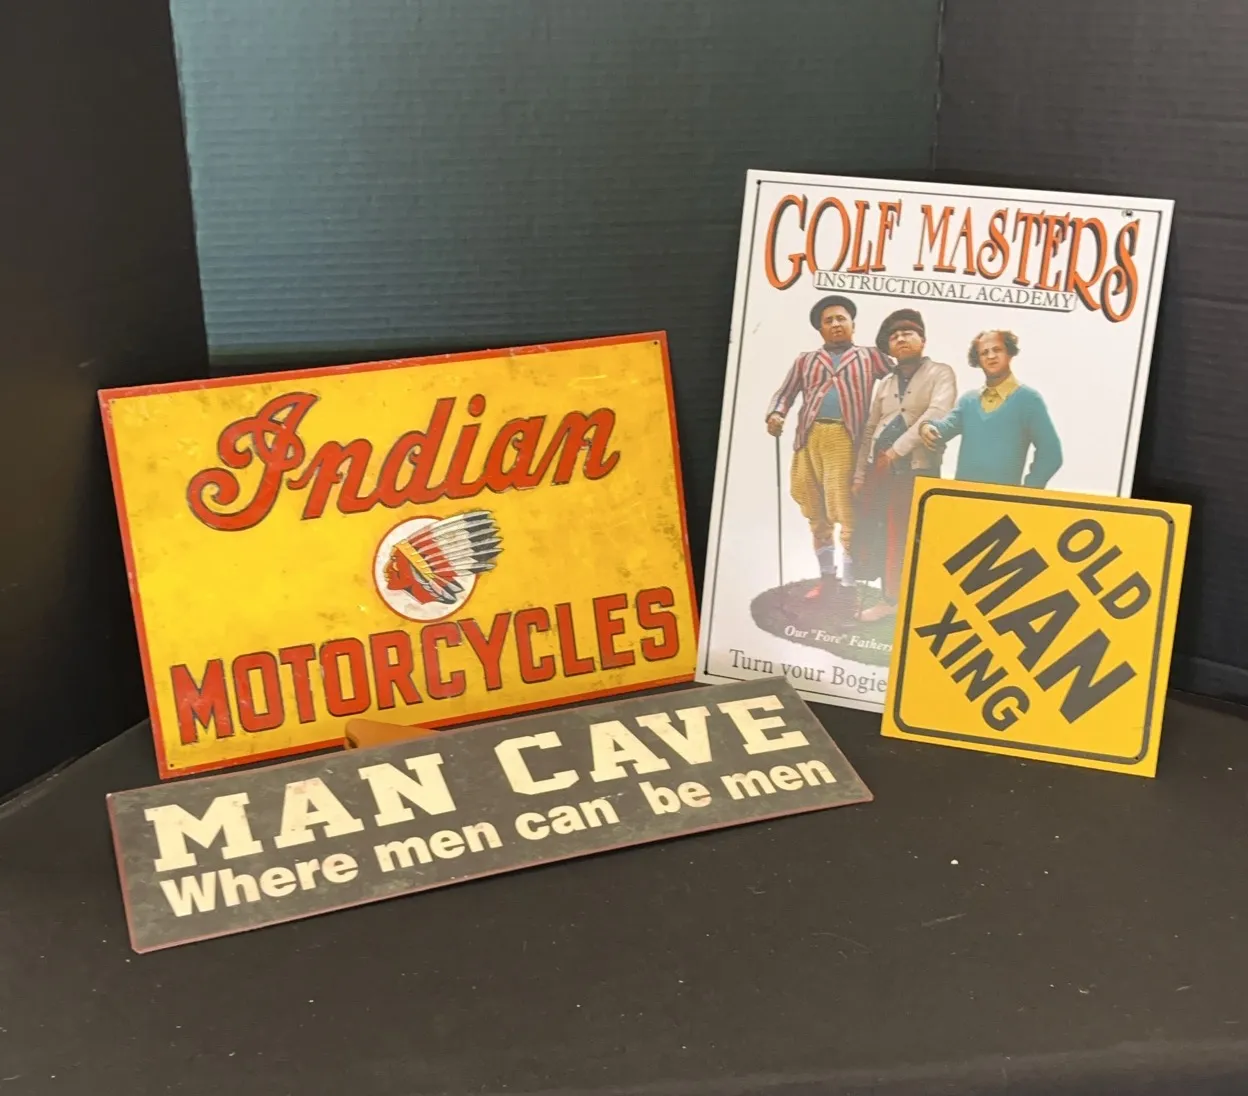 Indian
MOTORCYCLES
GOLF MASTERS
INSTRUCTIONAL ACADEMY
Our "Fore" Fathers
Turn your Bogie
OLD
MAN
XING
MAN CAVE
Where men can be men